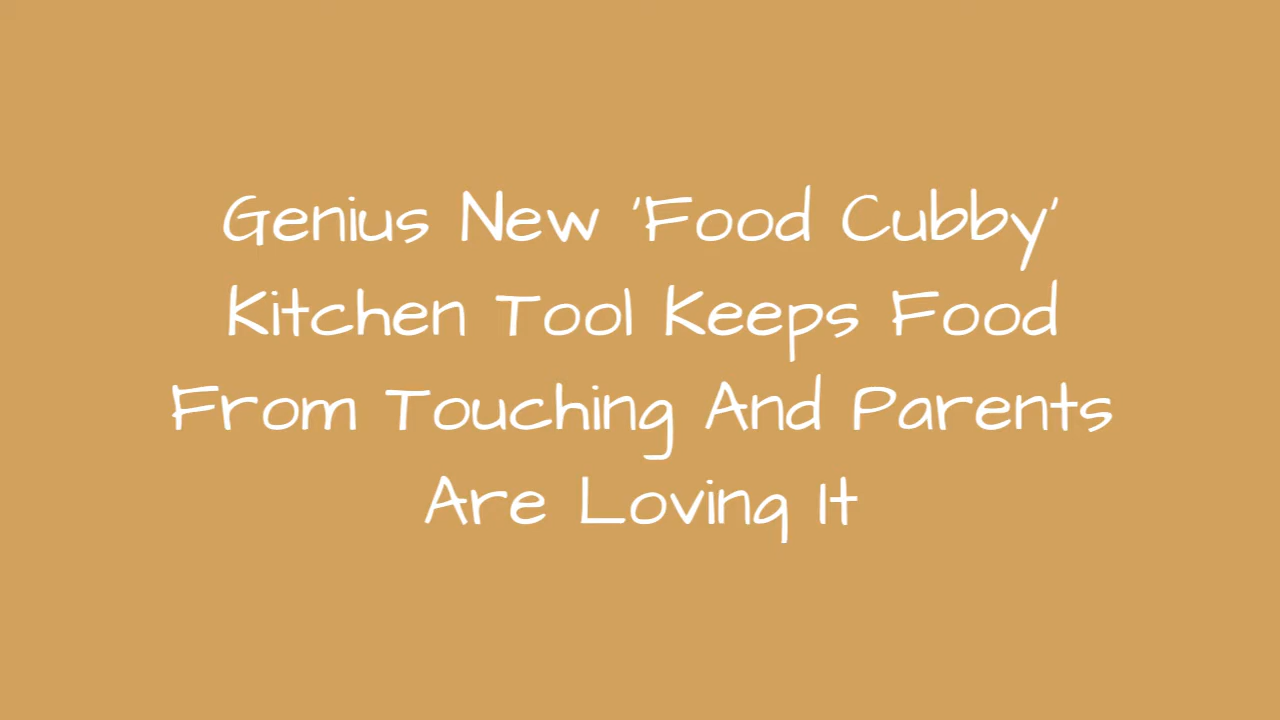 Genius New 'Food Cubby'
Kitchen Tool Keeps Food
From Touching And Parents
Are Loving It